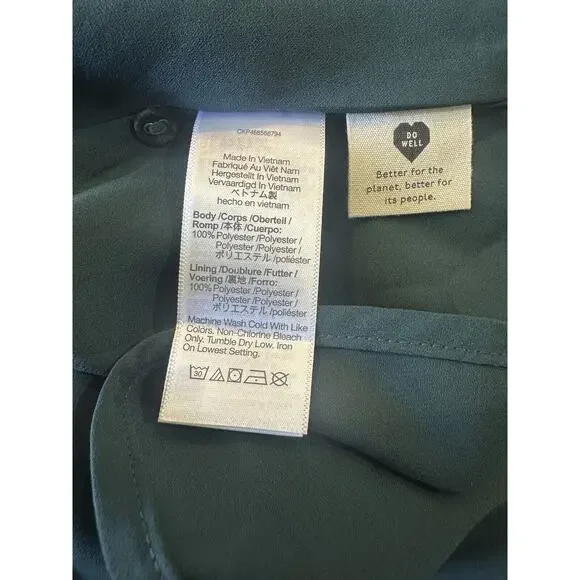 CKP468568794
Made In Vietnam
Fabriqué Au Viêt Nam
Hergestellt In Vietnam
Vervaardigd In Vietnam
ベトナム製
hecho en vietnam
Body /Corps /Oberteil /
Romp /本体 /Cuerpo:
100% Polyester /Polyester /
Polyester /Polyester /
ポリエステル /poliéster
Lining /Doublure /Futter /
Voering /裏地 /Forro:
100% Polyester /Polyester /
Polyester /Polyester /
ポリエステル /poliéster
Machine Wash Cold With Like
Colors. Non-Chlorine Bleach
Only. Tumble Dry Low. Iron
On Lowest Setting.
30
DO
WELL
Better for the
planet, better for
its people.